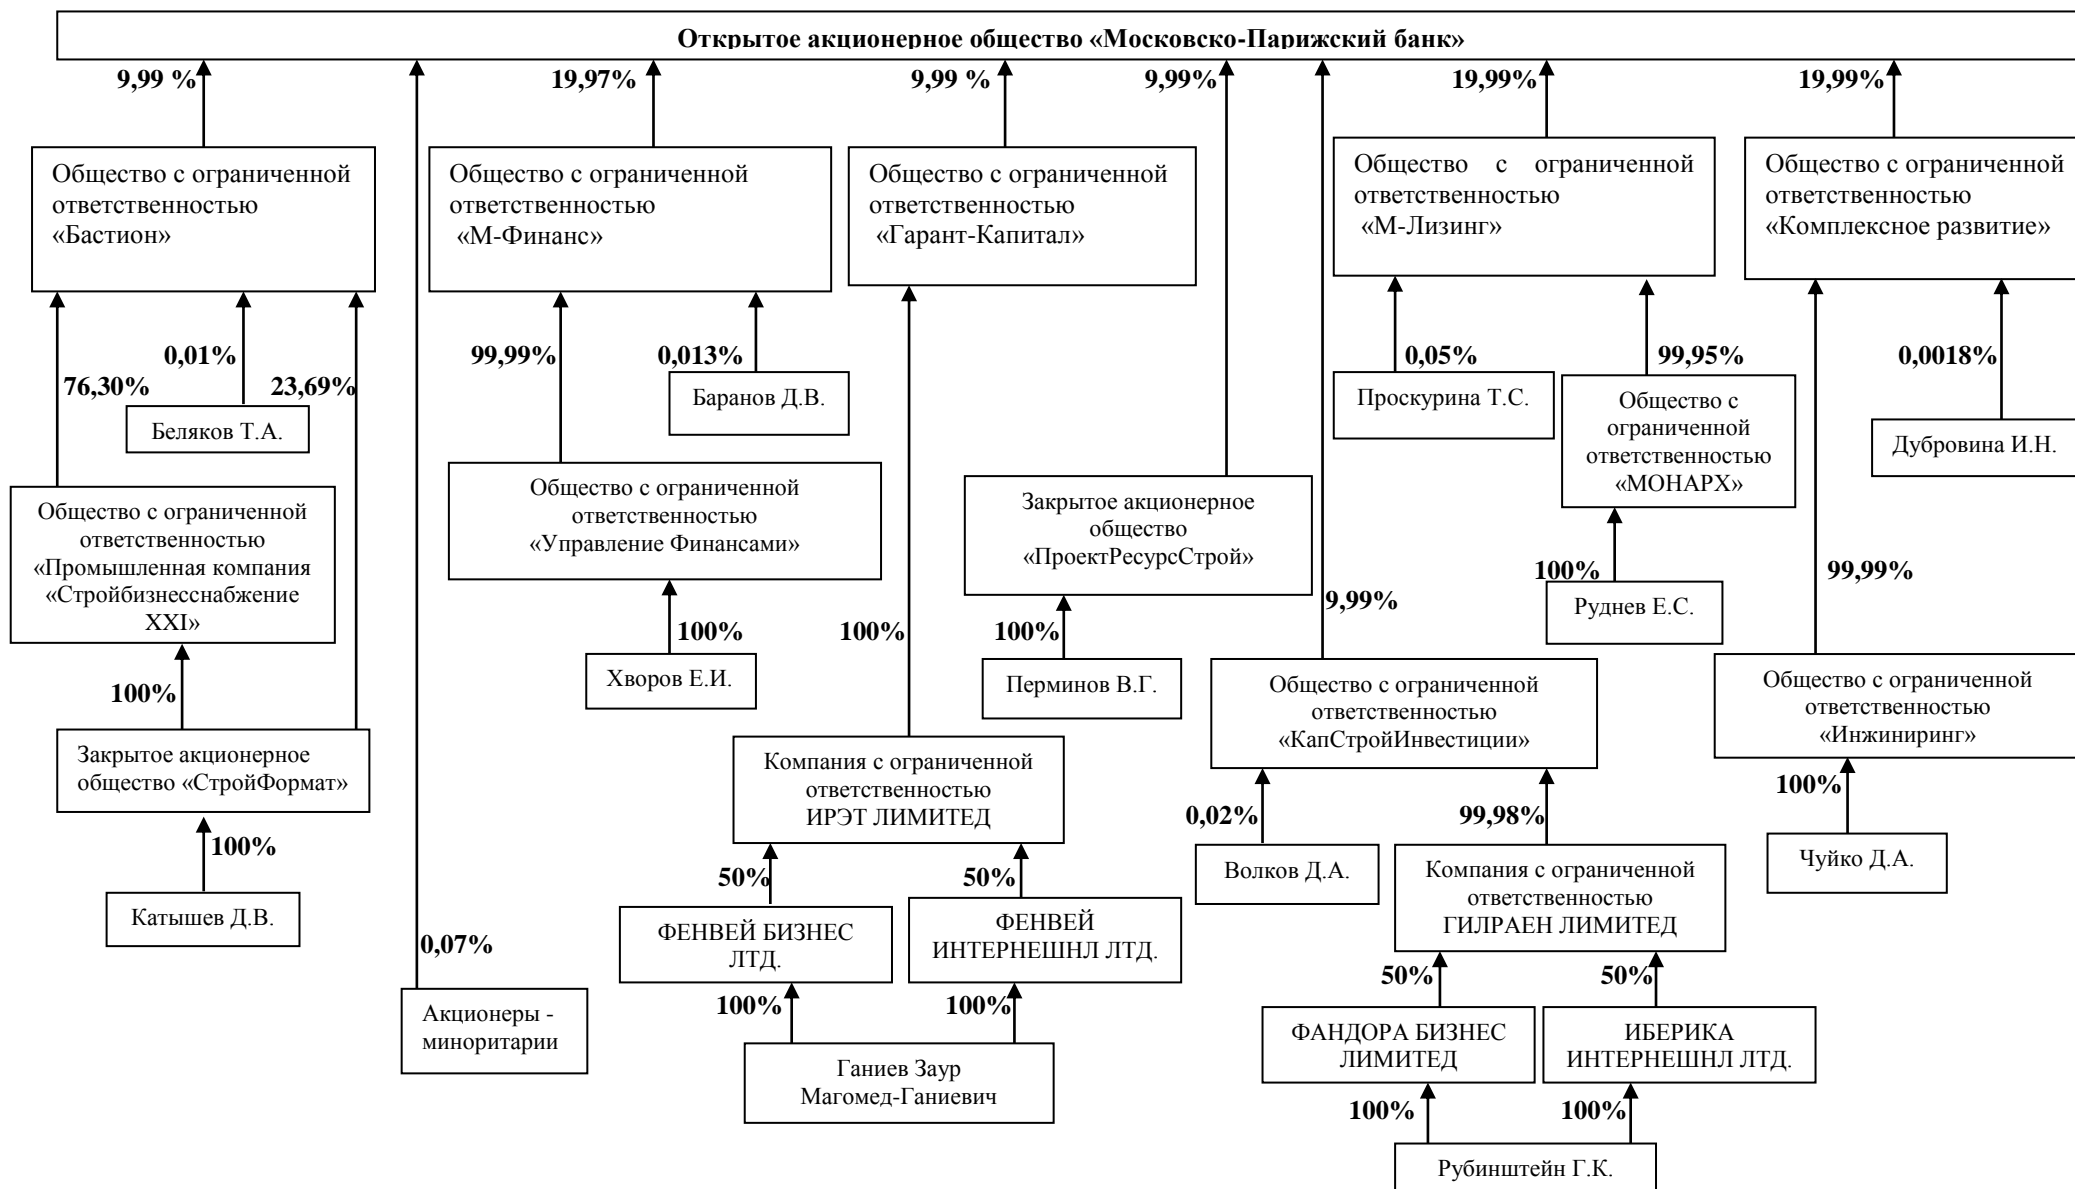 Открытое акционерное общество «Московско-Парижский банк»
9,99 %
19,97%
9,99 %
9,99%
19,99%
19,99%
Общество с ограниченной
ответственностью
«Бастион»
Общество с ограниченной
ответственностью
«М-Финанс»
Общество с ограниченной
ответственностью
«Гарант-Капитал»
Общество с ограниченной
ответственностью
«М-Лизинг»
Общество с ограниченной
ответственностью
«Комплексное развитие»
76,30%
0,01%
23,69%
99,99%
0,013%
0,05%
99,95%
0,0018%
Беляков Т.А.
Баранов Д.В.
Проскурина Т.С.
Общество с
ограниченной
ответственностью
«МОНАРХ»
Дубровина И.Н.
Общество с ограниченной
ответственностью
«Промышленная компания
«Стройбизнесснабжение
XXI»
Общество с ограниченной
ответственностью
«Управление Финансами»
Закрытое акционерное
общество
«ПроектРесурсСтрой»
100%
99,99%
9,99%
Руднев Е.С.
100%
100%
100%
Хворов Е.И.
Перминов В.Г.
Общество с ограниченной
ответственностью
«КапСтройИнвестиции»
Общество с ограниченной
ответственностью
«Инжиниринг»
100%
Закрытое акционерное
общество «СтройФормат»
Компания с ограниченной
ответственностью
ИРЭТ ЛИМИТЕД
0,02%
99,98%
100%
100%
Катышев Д.В.
50%
50%
Волков Д.А.
Компания с ограниченной
ответственностью
ГИЛРАЕН ЛИМИТЕД
Чуйко Д.А.
0,07%
ФЕНВЕЙ БИЗНЕС
ЛТД.
ФЕНВЕЙ
ИНТЕРНЕШНЛ ЛТД.
50%
50%
Акционеры -
миноритарии
100%
100%
ФАНДОРА БИЗНЕС
ЛИМИТЕД
ИБЕРИКА
ИНТЕРНЕШНЛ ЛТД.
Ганиев Заур
Магомед-Ганиевич
100%
100%
Рубинштейн Г.К.